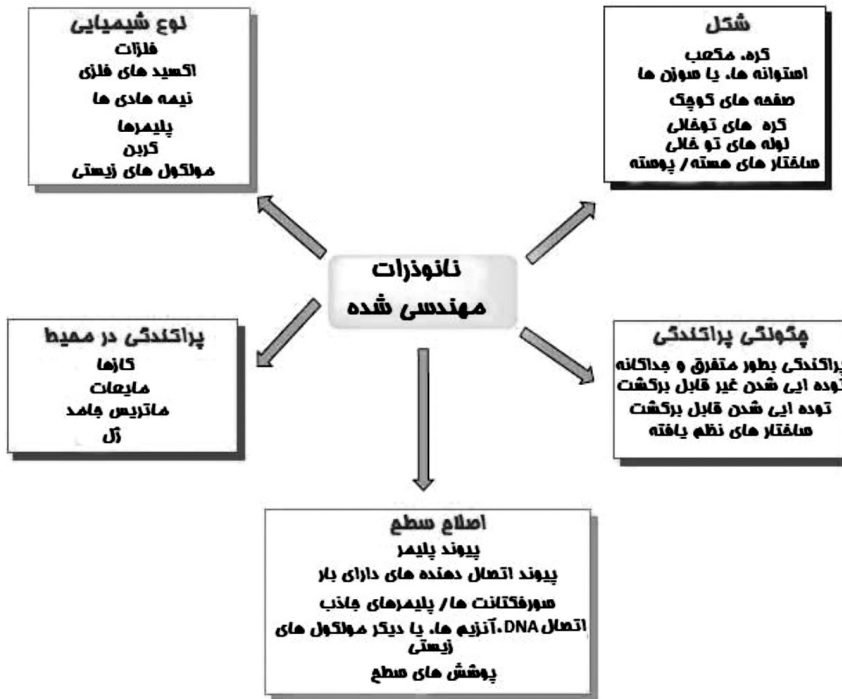 شکل
کره، مکعب
استوانه ها، یا سوزن ها
صفحه های کوچک
کره های توخالی
لوله های تو خالی
ساختار های هسته/ پوسته
نوع شیمیایی
فلزات
اکسید های فلزی
نیمه هادی ها
پلیمرها
کربن
مولکول های زیستی
نانوذرات
مهندسی شده
چگونگی پراکندگی
پراکندگی بطور متفرق و جداگانه
توده ایی شدن غیر قابل برگشت
توده ایی شدن قابل برگشت
ساختار های نظم یافته
پراکندگی در محیط
گازها
مایعات
ماتریس جامد
ژل
اصلاح سطح
پیوند پلیمر
پیوند اتصال دهنده های دارای بار
سورفکتانت ها/ پلیمرهای جاذب
اتصال DNA،آنزیم ها، یا دیگر مولکول های
زیستی
پوشش های سطح